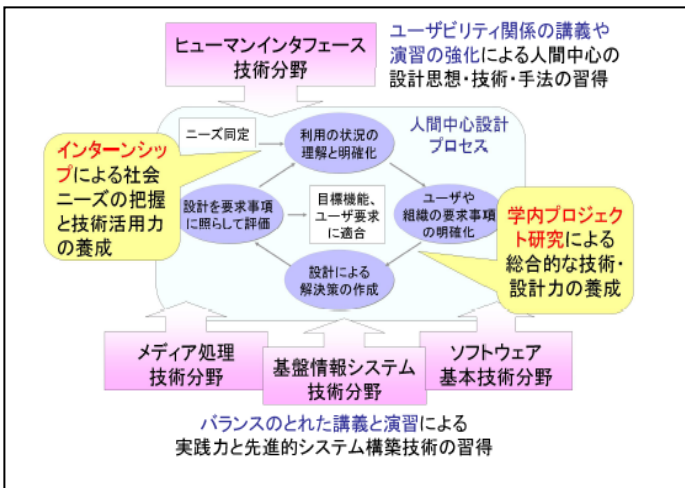 ヒューマンインタフェース
技術分野
ユーザビリティ関係の講義や
演習の強化による人間中心の
設計思想・技術・手法の習得
ニーズ同定
利用の状況の
理解と明確化
人間中心設計
プロセス
インターンシッ
プによる社会
ニーズの把握
と技術活用力
の養成
設計を要求事項
に照らして評価
目標機能、
ユーザ要求
に適合
ユーザや
組織の要求事項
の明確化
学内プロジェク
ト研究による
総合的な技術・
設計力の養成
設計による
解決策の作成
メディア処理
技術分野
基盤情報システム
技術分野
ソフトウェア
基本技術分野
バランスのとれた講義と演習による
実践力と先進的システム構築技術の習得